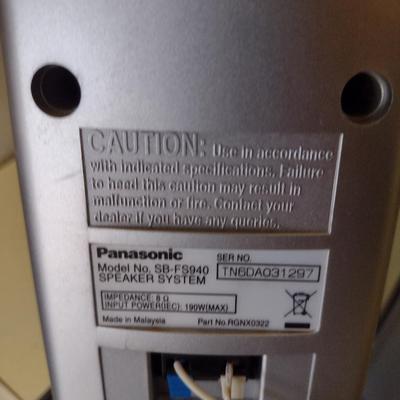 CAUTION: Use in accordance
with indicated specifications. Failure
to heed this caution may result in
malfunction or fire. Contact your
dealer if you have any queries.
Panasonic
Model No. SB-FS940
SPEAKER SYSTEM
SER NO.
TN6DA031297
IMPEDANCE: 8 Ω
INPUT POWER(IEC): 190W(MAX)
Made in Malaysia
Part No.RGNX0322